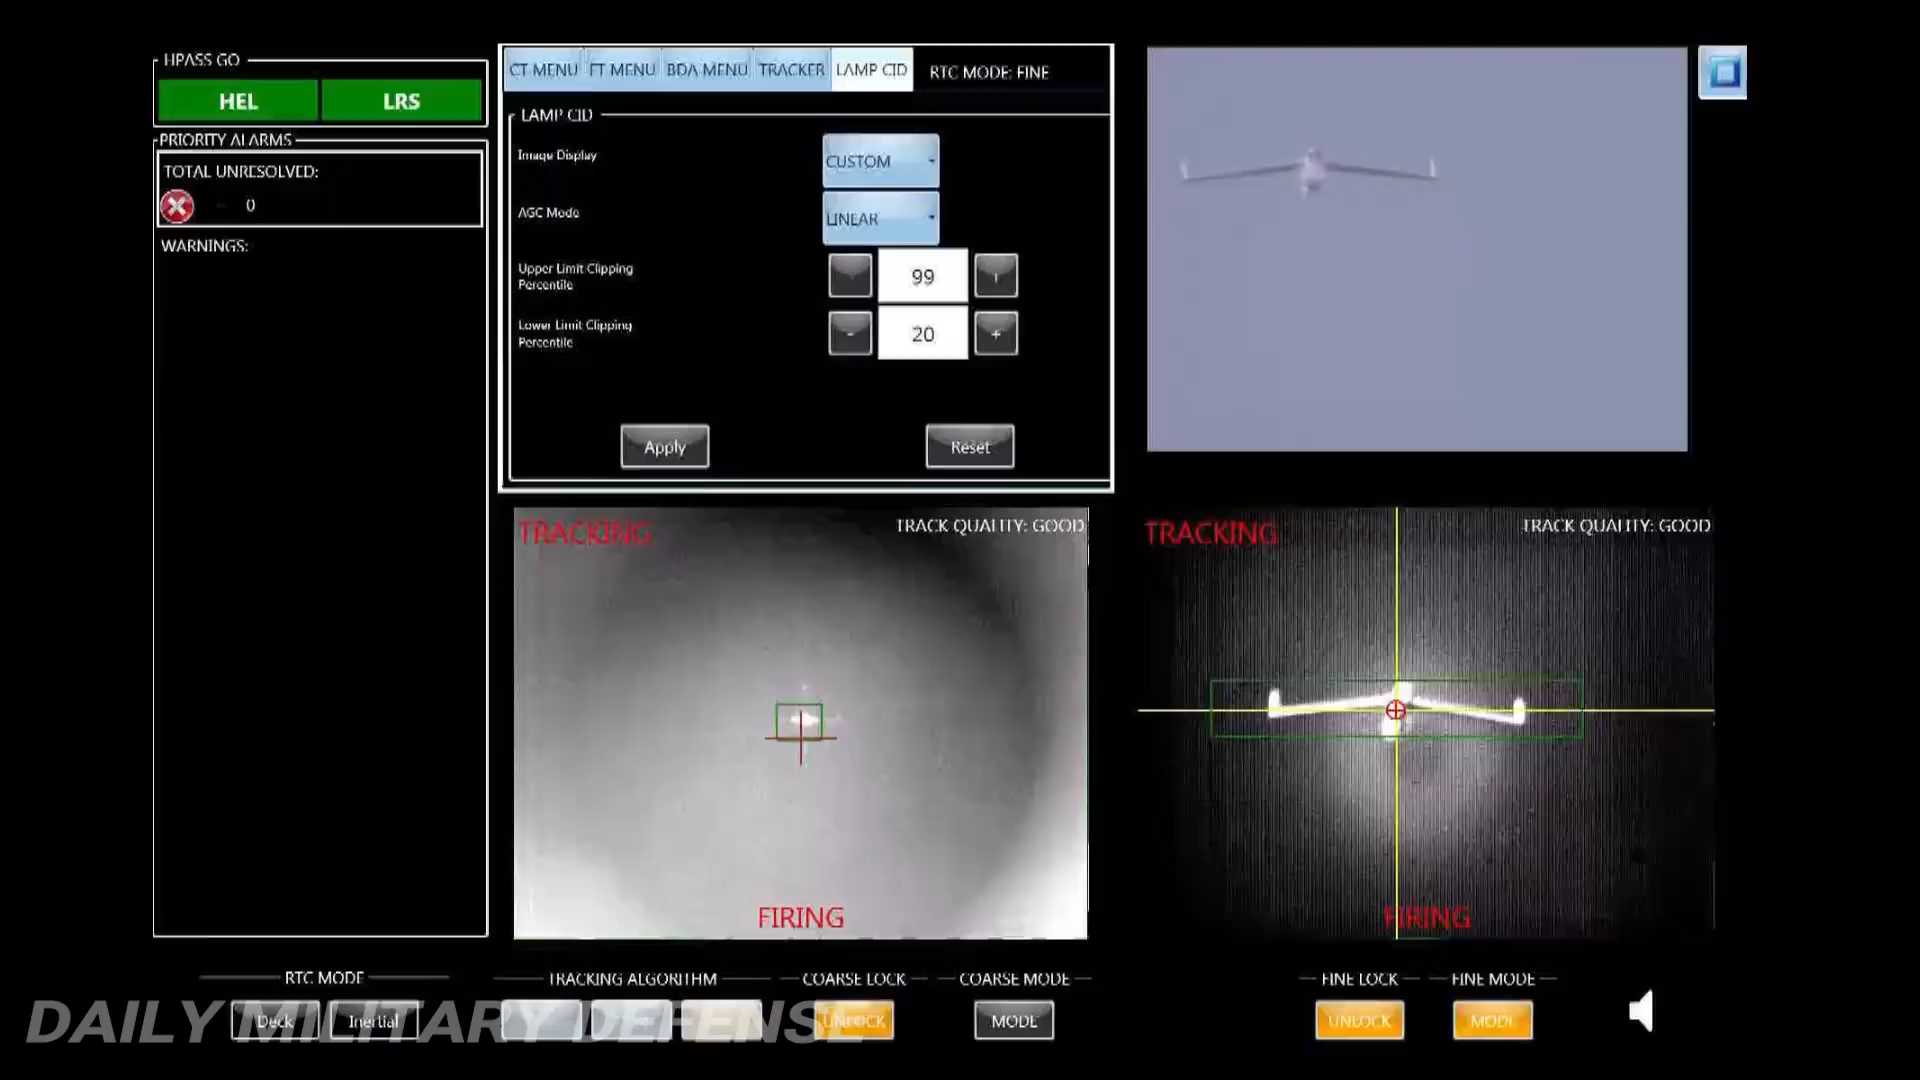 HPASS GO
HEL
LRS
PRIORITY ALARMS
TOTAL UNRESOLVED:
0
WARNINGS:
CT MENU
FT MENU
BDA MENU
TRACKER
LAMP CID
RTC MODE: FINE
LAMP CID
Image Display
CUSTOM
AGC Mode
LINEAR
Upper Limit Clipping
Percentile
99
Lower Limit Clipping
Percentile
-
20
+
Apply
Reset
TRACKING
TRACK QUALITY: GOOD
FIRING
TRACKING
TRACK QUALITY: GOOD
FIRING
RTC MODE
Deck
Inertial
TRACKING ALGORITHM
COARSE LOCK
UNLOCK
COARSE MODE
MODE
FINE LOCK
UNLOCK
FINE MODE
MODE
DAILY MILITARY DEFENSE